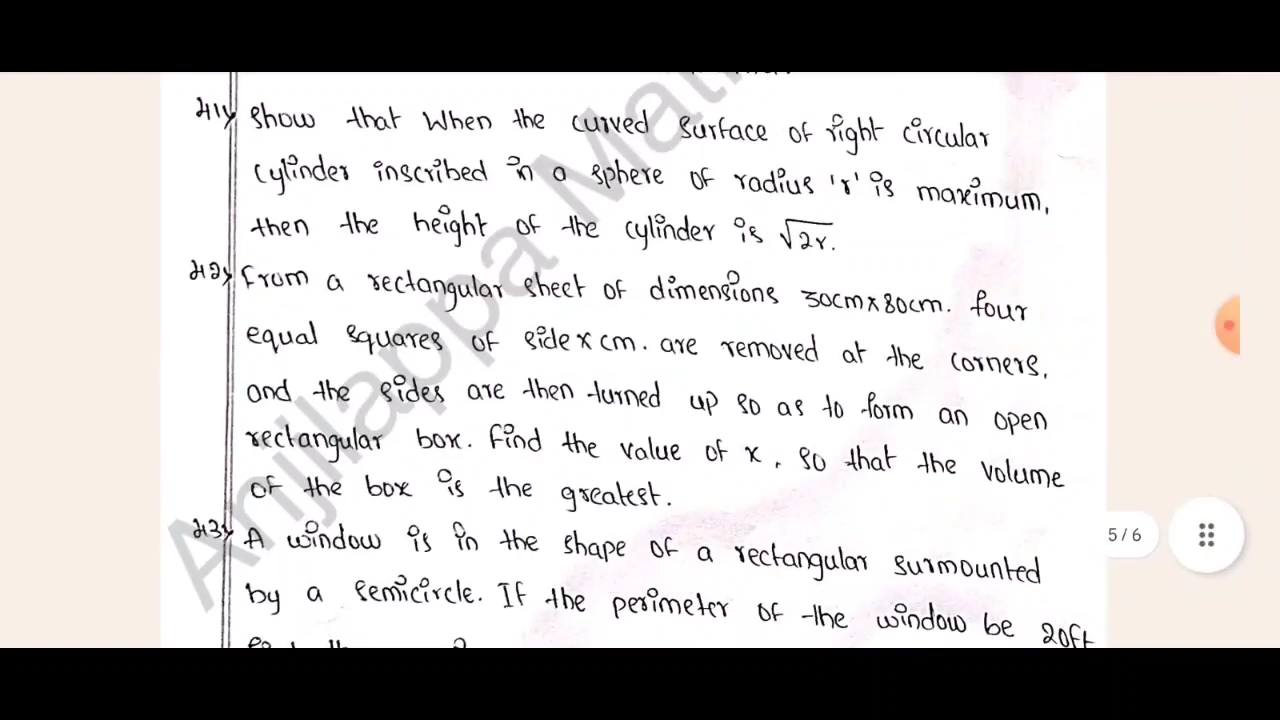 41) Show that when the curved surface of right circular
cylinder inscribed in a sphere of radius 'r' is maximum,
then the height of the cylinder is √2r.
42) From a rectangular sheet of dimensions 30cm x 80cm. four
equal squares of side x cm. are removed at the corners,
and the sides are then turned up so as to form an open
rectangular box. Find the value of x, so that the volume
of the box is the greatest.
43) A window is in the shape of a rectangular surmounted
by a semicircle. If the perimeter of the window be 20ft
5/6
Anjilappa